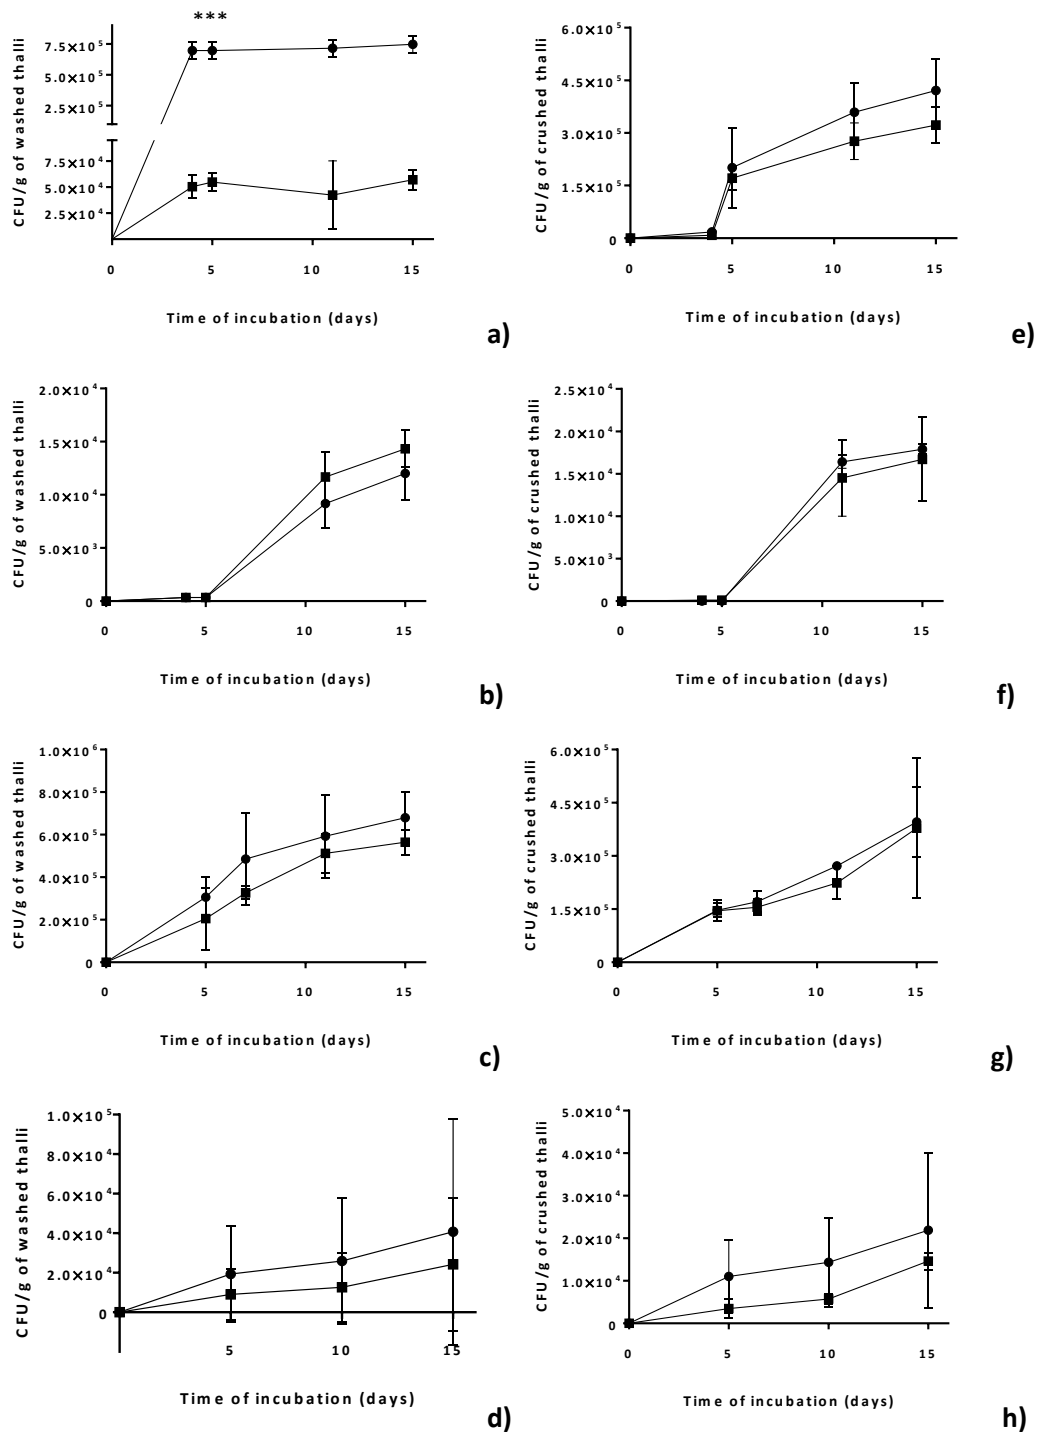 ***
CFU/g of washed thalli
7.5×10⁵
5.0×10⁵
2.5×10⁵
7.5×10⁴
5.0×10⁴
2.5×10⁴
0 5 10 15
Time of incubation (days)
a)
CFU/g of crushed thalli
6.0×10⁵
4.5×10⁵
3.0×10⁵
1.5×10⁵
0
0 5 10 15
Time of incubation (days)
e)
CFU/g of washed thalli
2.0×10⁴
1.5×10⁴
1.0×10⁴
5.0×10³
0
0 5 10 15
Time of incubation (days)
b)
CFU/g of crushed thalli
2.5×10⁴
2.0×10⁴
1.5×10⁴
1.0×10⁴
5.0×10³
0
0 5 10 15
Time of incubation (days)
f)
CFU/g of washed thalli
1.0×10⁶
8.0×10⁵
6.0×10⁵
4.0×10⁵
2.0×10⁵
0
0 5 10 15
Time of incubation (days)
c)
CFU/g of crushed thalli
6.0×10⁵
4.5×10⁵
3.0×10⁵
1.5×10⁵
0
0 5 10 15
Time of incubation (days)
g)
CFU/g of washed thalli
1.0×10⁵
8.0×10⁴
6.0×10⁴
4.0×10⁴
2.0×10⁴
0
5 10 15
Time of incubation (days)
d)
CFU/g of crushed thalli
5.0×10⁴
4.0×10⁴
3.0×10⁴
2.0×10⁴
1.0×10⁴
0
0 5 10 15
Time of incubation (days)
h)